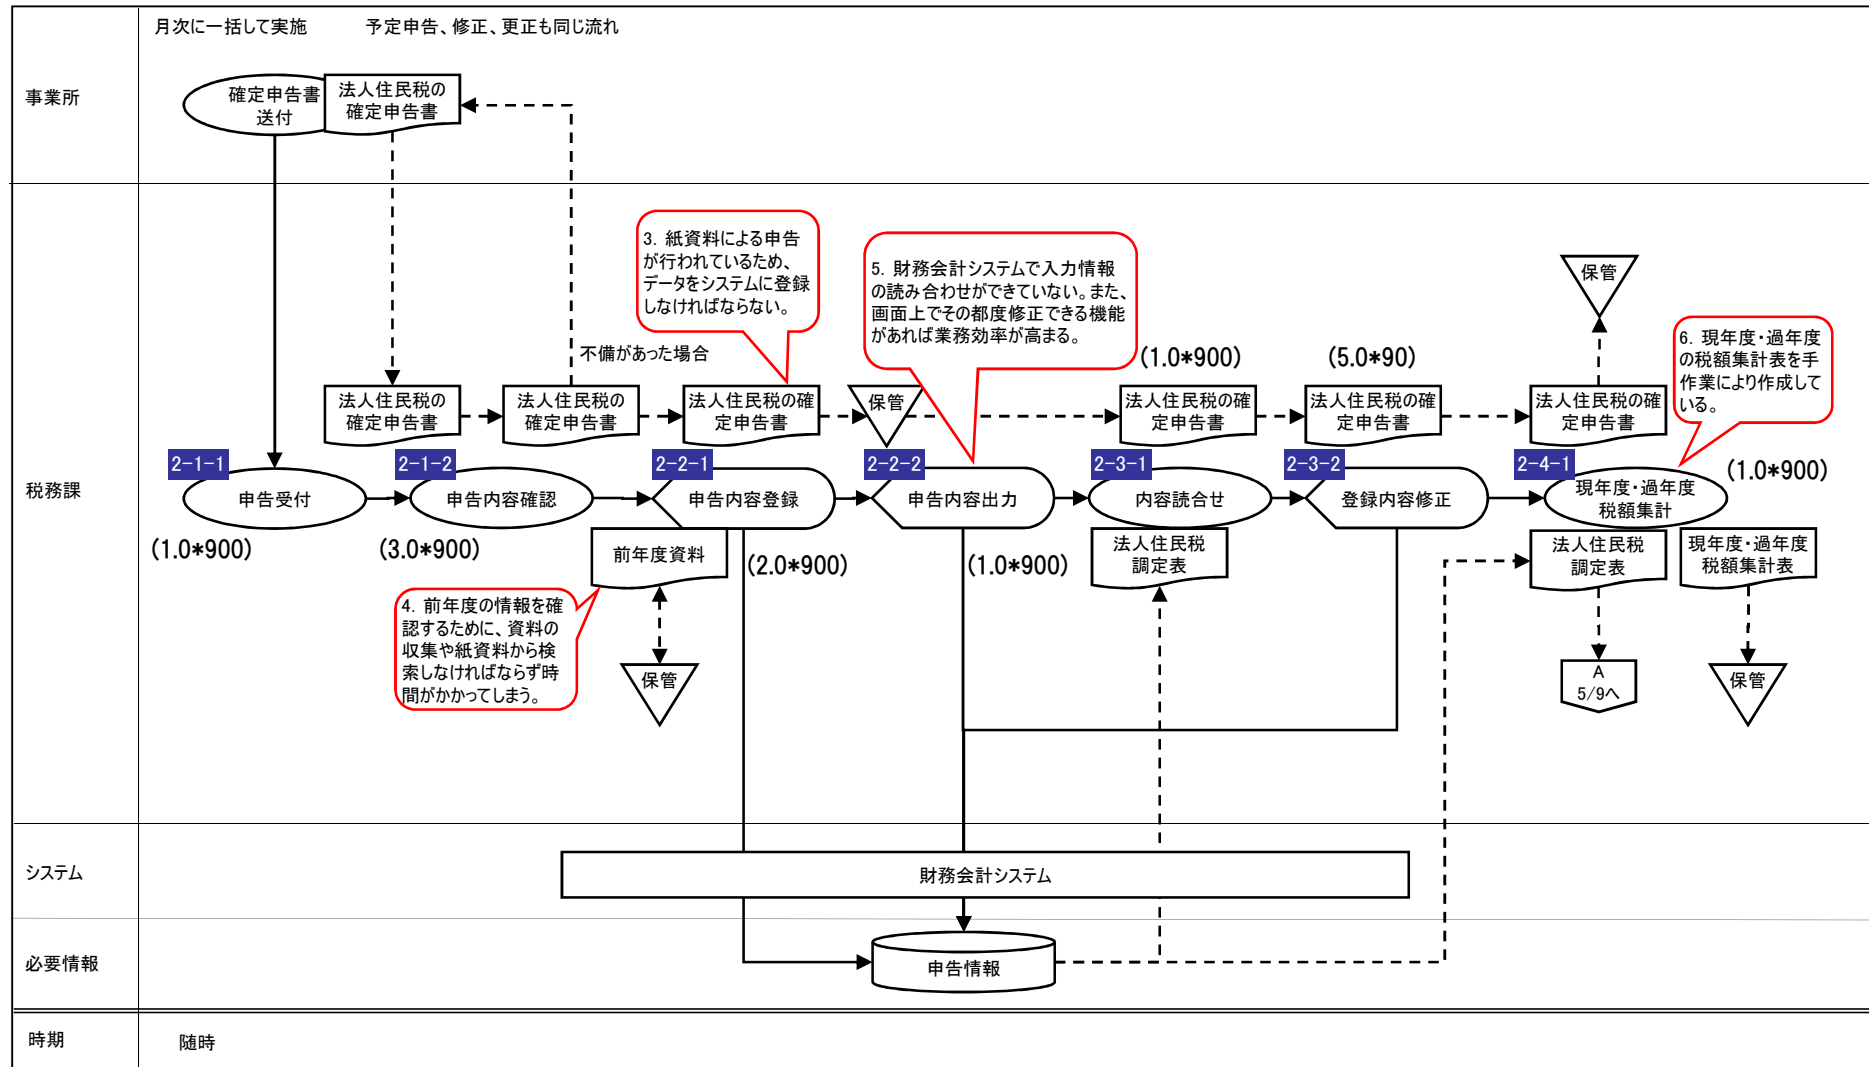 月次に一括して実施
予定申告、修正、更正も同じ流れ
事業所
確定申告書
送付
法人住民税の
確定申告書
税務課
3．紙資料による申告
が行われているため、
データをシステムに登録
しなければならない。
5．財務会計システムで入力情報
の読み合わせができていない。また、
画面上でその都度修正できる機能
があれば業務効率が高まる。
保管
6．現年度・過年度
の税額集計表を手
作業により作成して
いる。
不備があった場合
(1.0*900)
(5.0*90)
法人住民税の
確定申告書
法人住民税の
確定申告書
法人住民税の確
定申告書
保管
法人住民税の確
定申告書
法人住民税の確
定申告書
法人住民税の確
定申告書
2-1-1
申告受付
2-1-2
申告内容確認
2-2-1
申告内容登録
2-2-2
申告内容出力
2-3-1
内容読合せ
2-3-2
登録内容修正
2-4-1
現年度・過年度
税額集計
(1.0*900)
(1.0*900)
(3.0*900)
前年度資料
(2.0*900)
(1.0*900)
法人住民税
調定表
法人住民税
調定表
現年度・過年度
税額集計表
4．前年度の情報を確
認するために、資料の
収集や紙資料から検
索しなければならず時
間がかかってしまう。
保管
A
5/9へ
保管
システム
財務会計システム
必要情報
申告情報
時期
随時